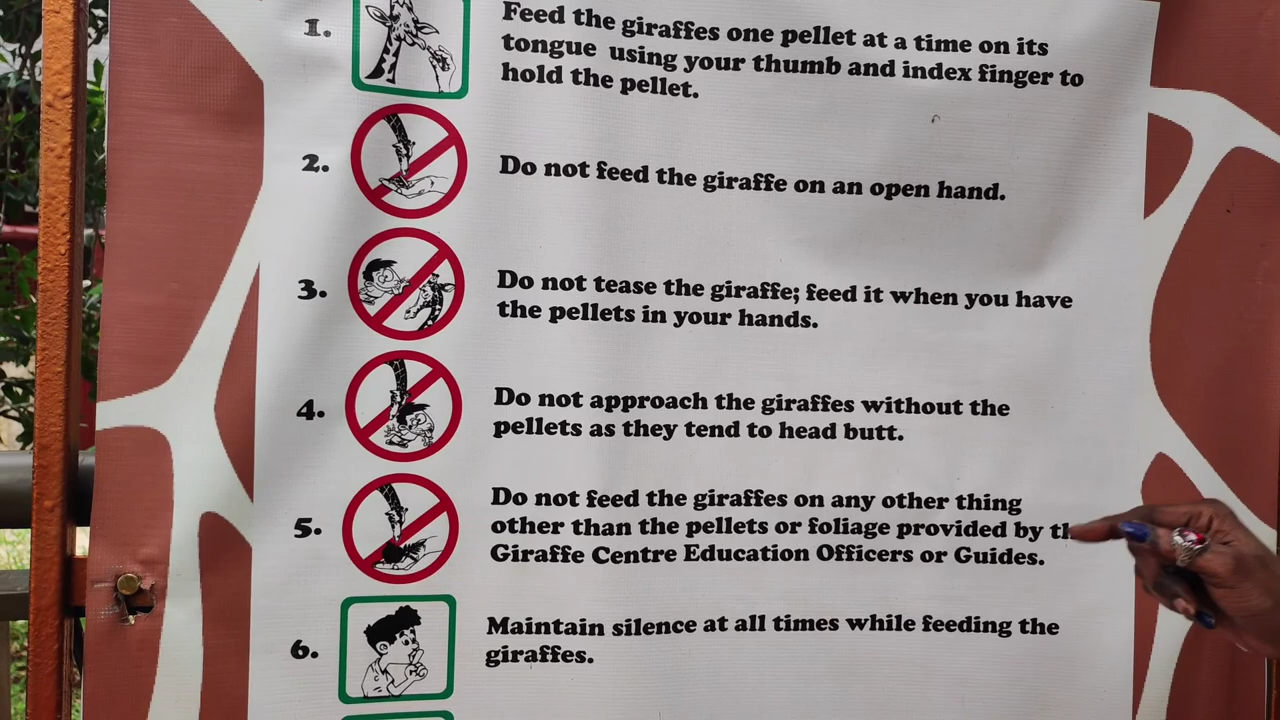 1. Feed the giraffes one pellet at a time on its
tongue using your thumb and index finger to
hold the pellet.
2. Do not feed the giraffe on an open hand.
3. Do not tease the giraffe; feed it when you have
the pellets in your hands.
4. Do not approach the giraffes without the
pellets as they tend to head butt.
5. Do not feed the giraffes on any other thing
other than the pellets or foliage provided by
Giraffe Centre Education Officers or Guides.
6. Maintain silence at all times while feeding the
giraffes.